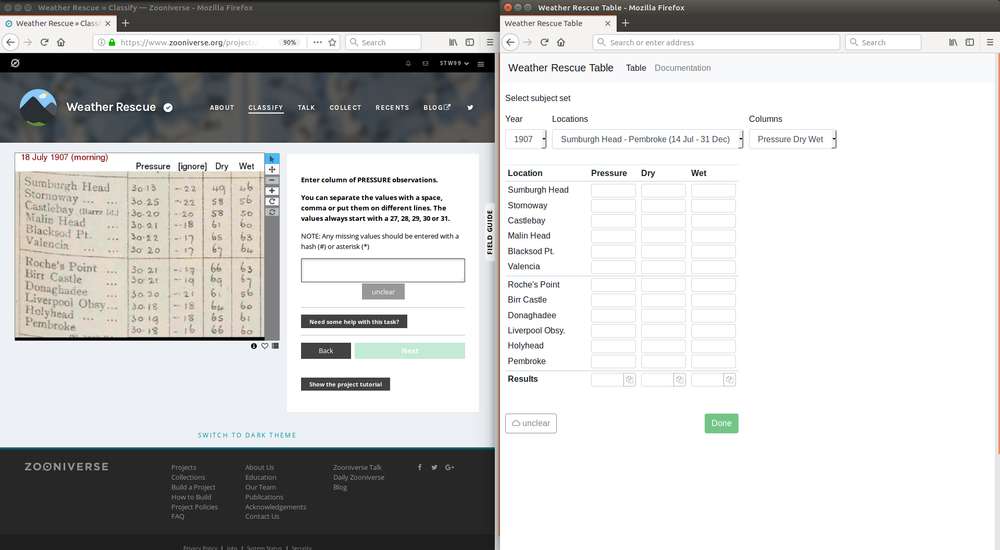 Weather Rescue » Classify — Zooniverse - Mozilla Firefox
Weather Rescue » Classi
https://www.zooniverse.org/project
90%
Search
STW99
Weather Rescue
ABOUT CLASSIFY TALK COLLECT RECENTS BLOG
18 July 1907 (morning)
Pressure [ignore] Dry Wet
Sumburgh Head 30·13 -·22 49 46
Stornoway ... ... 30·25 -·22 58 56
Castlebay (Barra Id.) 30·20 -·20 58 50
Malin Head ... 30·21 -·18 61 60
Blacksod Pt. ... 30·22 -·17 65 63
Valencia ... ... 30·20 -·17 67 64
Roche's Point ... 30·21 -·17 66 63
Birr Castle ... 30·21 -·19 69 67
Donaghadee ... 30·20 -·21 61 56
Liverpool Obsy... 30·18 -·18 64 60
Holyhead ... ... 30·19 -·18 65 61
Pembroke ... 30·18 -·16 66 60
Enter column of PRESSURE observations.
You can separate the values with a space,
comma or put them on different lines. The
values always start with a 27, 28, 29, 30 or 31.
NOTE: Any missing values should be entered with a
hash (#) or asterisk (*)
unclear
Need some help with this task?
Back Next
Show the project tutorial
FIELD GUIDE
SWITCH TO DARK THEME
ZOONIVERSE
Projects
Collections
Build a Project
How to Build
Project Policies
FAQ
About Us
Education
Our Team
Publications
Acknowledgements
Contact Us
Zooniverse Talk
Daily Zooniverse
Blog
Privacy Policy | Jobs | System Status | Security
Weather Rescue Table - Mozilla Firefox
Weather Rescue Table
Search or enter address
Search
Weather Rescue Table Table Documentation
Select subject set
Year Locations Columns
1907 Sumburgh Head - Pembroke (14 Jul - 31 Dec) Pressure Dry Wet
Location Pressure Dry Wet
Sumburgh Head
Stornoway
Castlebay
Malin Head
Blacksod Pt.
Valencia
Roche's Point
Birr Castle
Donaghadee
Liverpool Obsy.
Holyhead
Pembroke
Results
unclear Done